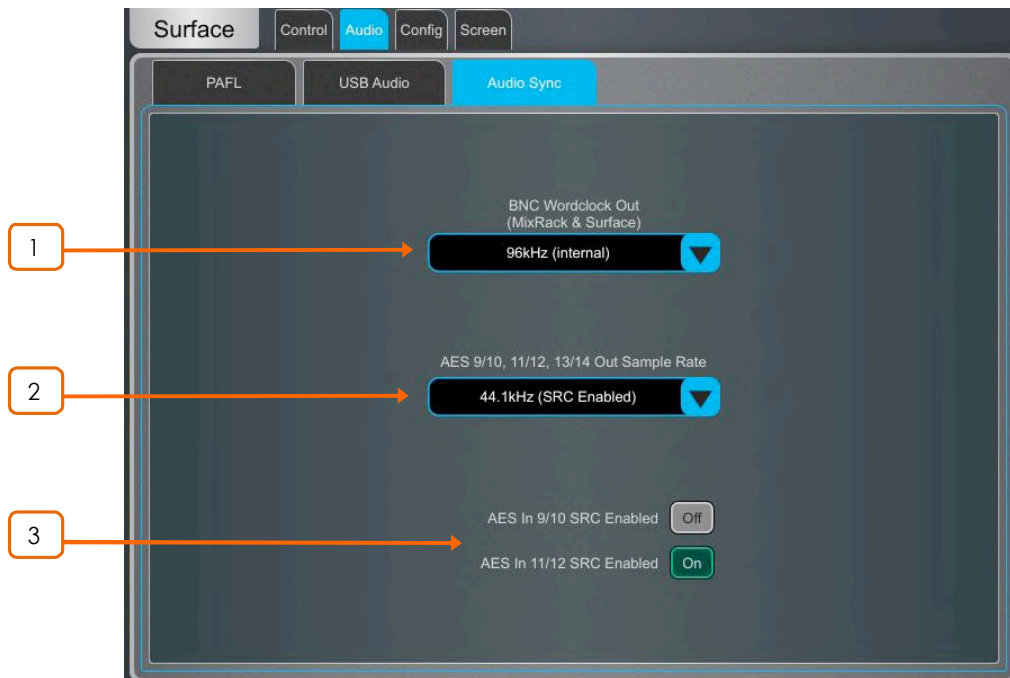 Surface
Control
Audio
Config
Screen
PAFL
USB Audio
Audio Sync
BNC Wordclock Out
(MixRack & Surface)
1
96kHz (internal)
AES 9/10, 11/12, 13/14 Out Sample Rate
2
44.1kHz (SRC Enabled)
AES In 9/10 SRC Enabled Off
3
AES In 11/12 SRC Enabled On